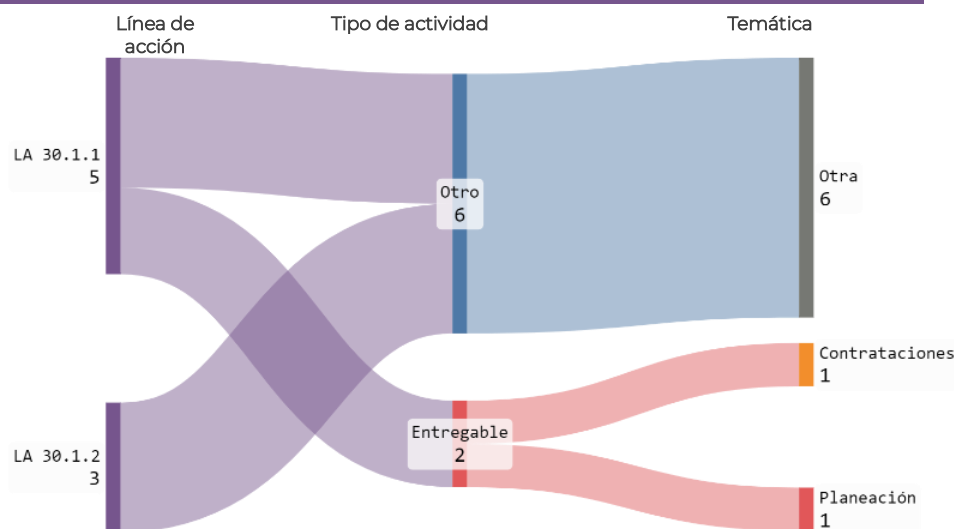 Línea de
acción
Tipo de actividad
Temática
LA 30.1.1
5
Otro
6
Otra
6
Contrataciones
1
Entregable
2
LA 30.1.2
3
Planeación
1